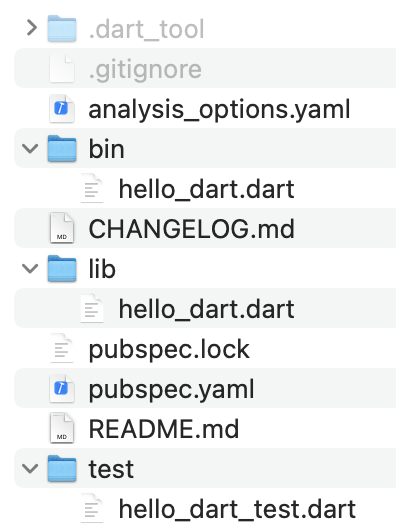 .dart_tool
.gitignore
analysis_options.yaml
bin
hello_dart.dart
CHANGELOG.md
MD
lib
hello_dart.dart
pubspec.lock
pubspec.yaml
README.md
MD
test
hello_dart_test.dart